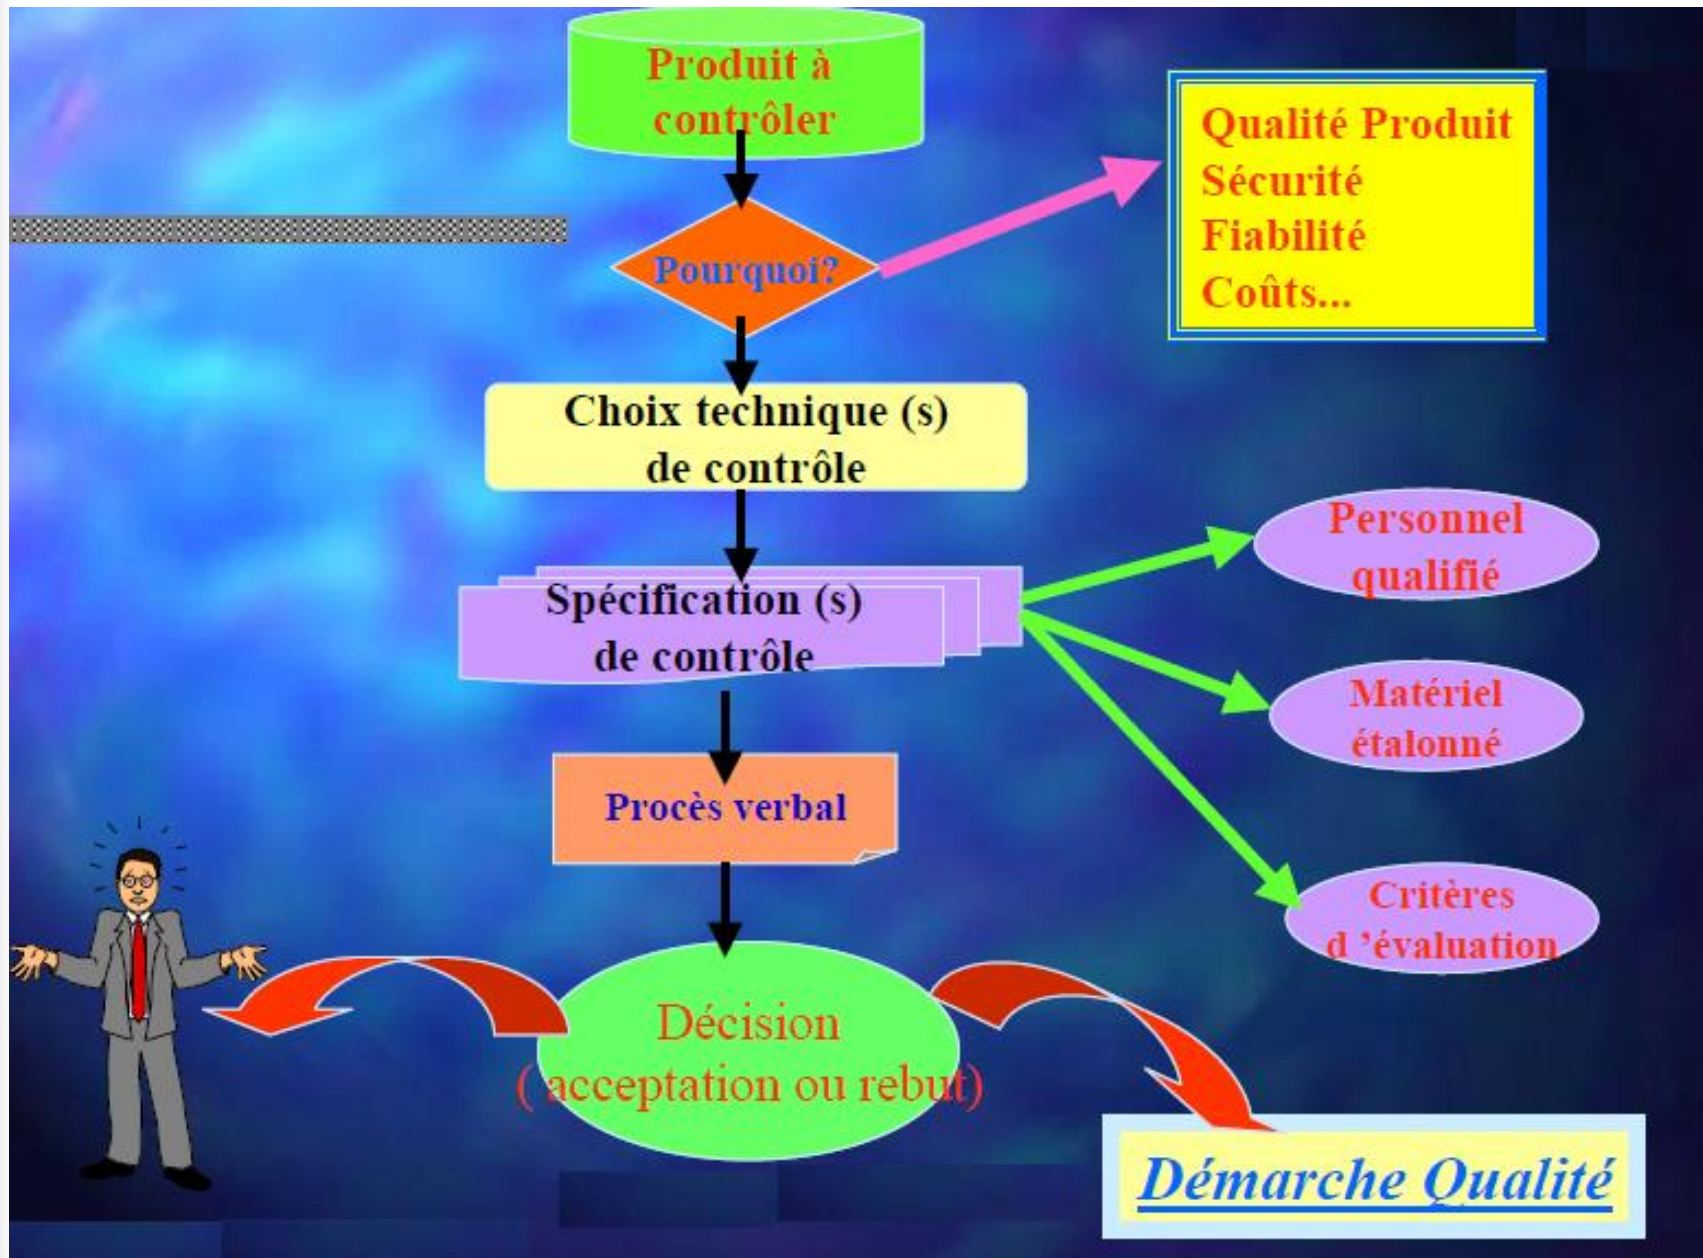 Produit à
contrôler
Qualité Produit
Sécurité
Fiabilité
Coûts...
Pourquoi?
Choix technique (s)
de contrôle
Spécification (s)
de contrôle
Personnel
qualifié
Matériel
étalonné
Critères
d ’évaluation
Procès verbal
Décision
( acceptation ou rebut)
Démarche Qualité